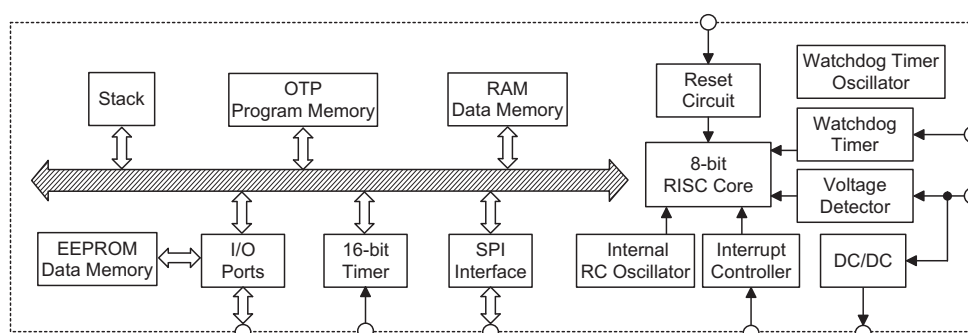 Stack
OTP
Program Memory
RAM
Data Memory
Reset
Circuit
Watchdog Timer
Oscillator
8-bit
RISC Core
Watchdog
Timer
Voltage
Detector
EEPROM
Data Memory
I/O
Ports
16-bit
Timer
SPI
Interface
Internal
RC Oscillator
Interrupt
Controller
DC/DC